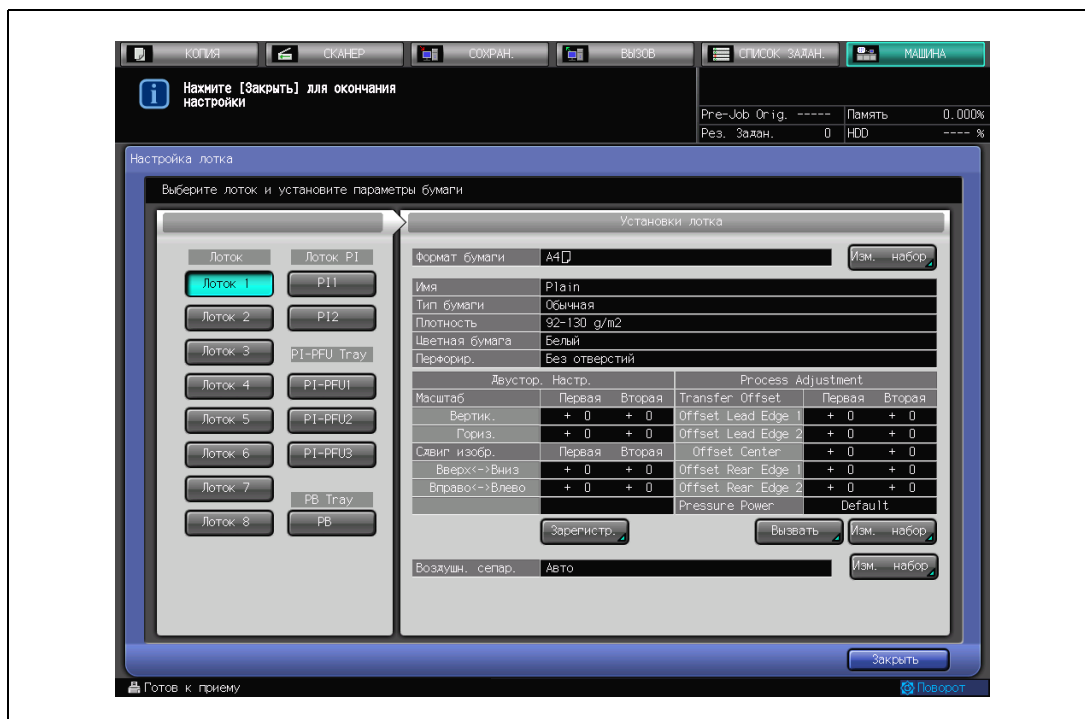 КОПИЯ СКАНЕР СОХРАН. ВЫЗОВ СПИСОК ЗАДАН. МАШИНА
Нажмите [Закрыть] для окончания
настройки
Pre-Job Orig. ----- Память 0.000%
Рез. Задан. 0 HDD ---- %
Настройка лотка
Выберите лоток и установите параметры бумаги
Установки лотка
Лоток Лоток PI
Лоток 1 PI1
Лоток 2 PI2
Лоток 3 PI-PFU Tray
Лоток 4 PI-PFU1
Лоток 5 PI-PFU2
Лоток 6 PI-PFU3
Лоток 7 PB Tray
Лоток 8 PB
Формат бумаги A4 Изм. набор
Имя Plain
Тип бумаги Обычная
Плотность 92-130 g/m2
Цветная бумага Белый
Перфорир. Без отверстий
Двустор. Настр. Process Adjustment
Масштаб Первая Вторая Transfer Offset Первая Вторая
Вертик. + 0 + 0 Offset Lead Edge 1 + 0 + 0
Гориз. + 0 + 0 Offset Lead Edge 2 + 0 + 0
Сдвиг изобр. Первая Вторая Offset Center + 0 + 0
Вверх<->Вниз + 0 + 0 Offset Rear Edge 1 + 0 + 0
Вправо<->Влево + 0 + 0 Offset Rear Edge 2 + 0 + 0
Pressure Power Default
Зарегистр. Вызвать Изм. набор
Воздушн. сепар. Авто Изм. набор
Закрыть
Готов к приему Поворот